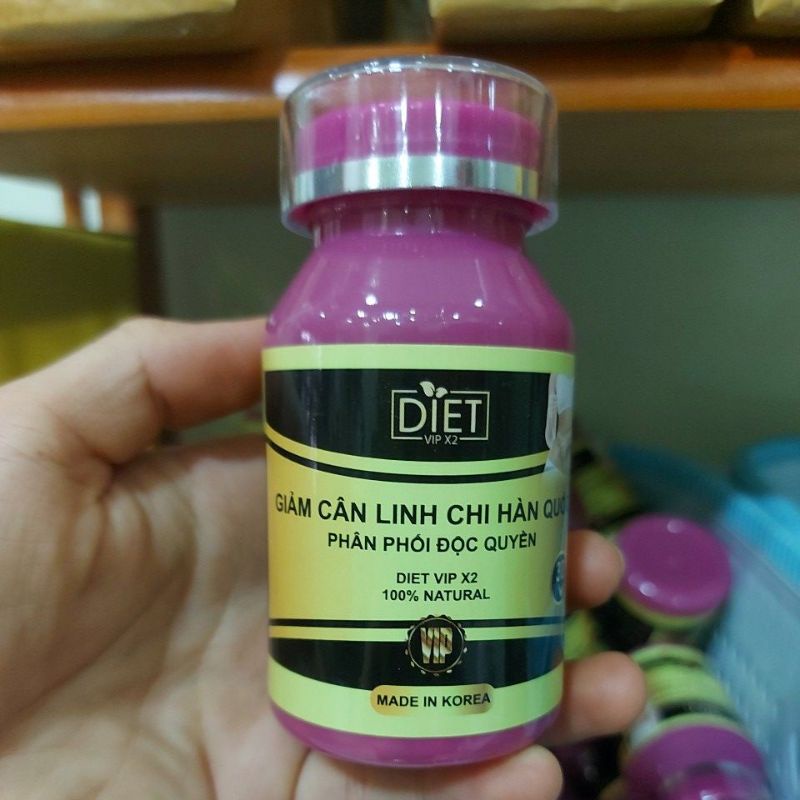 DIET
VIP X2
GIẢM CÂN LINH CHI HÀN
PHÂN PHỐI ĐỘC QUYỀN
DIET VIP X2
100% NATURAL
VIP
MADE IN KOREA